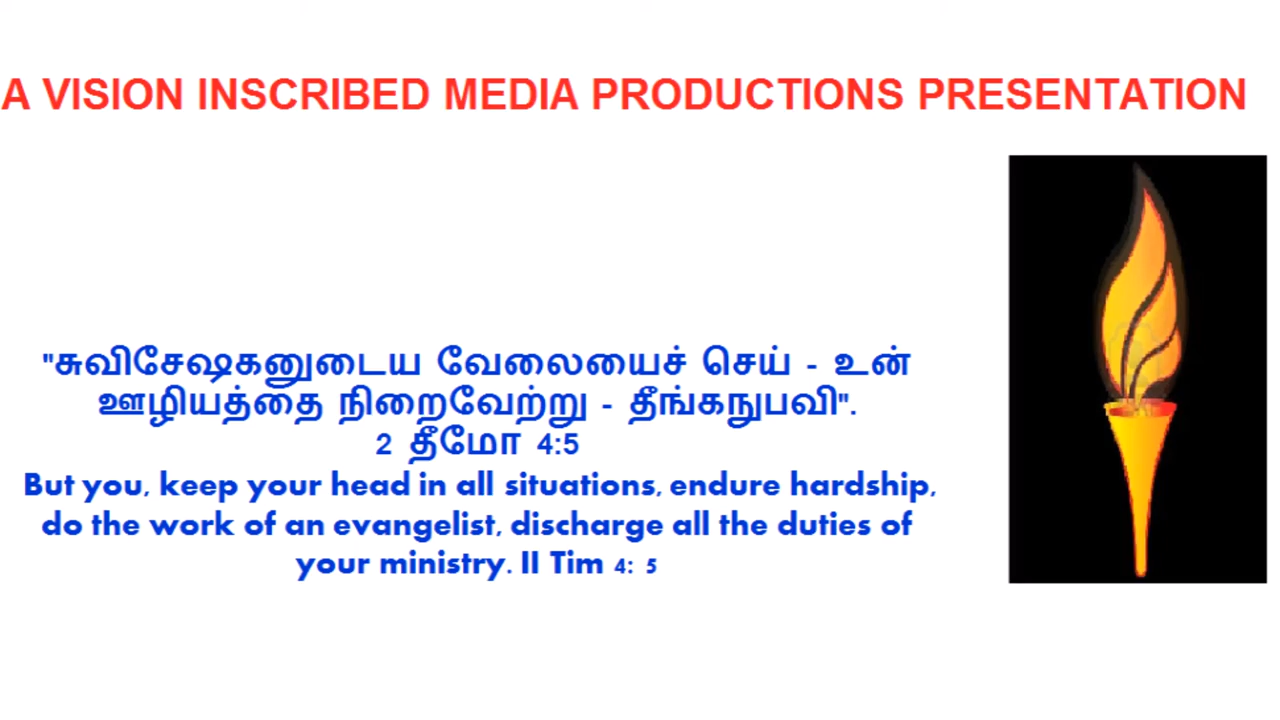 A VISION INSCRIBED MEDIA PRODUCTIONS PRESENTATION
"சுவிசேஷகனுடைய வேலையைச் செய் - உன்
ஊழியத்தை நிறைவேற்று - தீங்கநுபவி".
2 தீமோ 4:5
But you, keep your head in all situations, endure hardship,
do the work of an evangelist, discharge all the duties of
your ministry. II Tim 4: 5